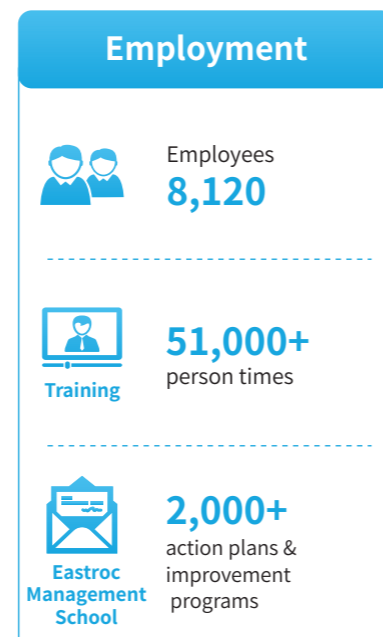 Employment
Employees
8,120
51,000+
person times
Training
2,000+
action plans &
improvement
programs
Eastroc
Management
School